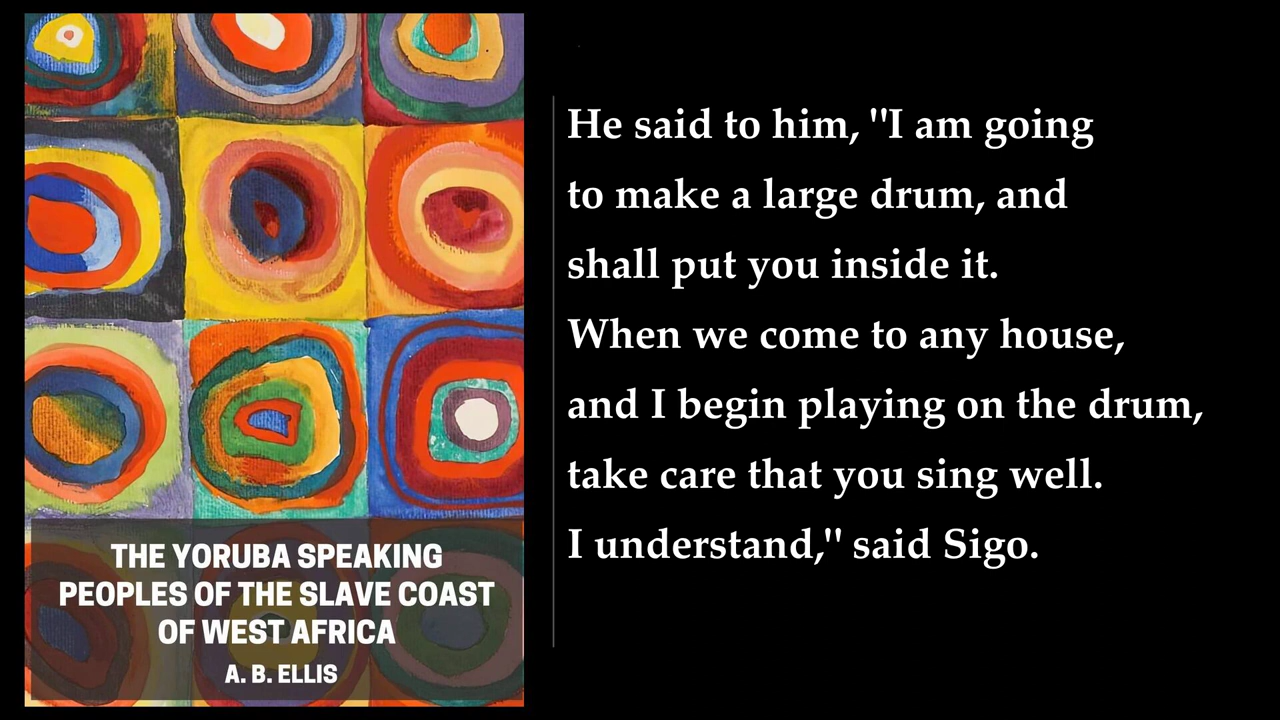 THE YORUBA SPEAKING
PEOPLES OF THE SLAVE COAST
OF WEST AFRICA
A. B. ELLIS
He said to him, "I am going
to make a large drum, and
shall put you inside it.
When we come to any house,
and I begin playing on the drum,
take care that you sing well.
I understand," said Sigo.